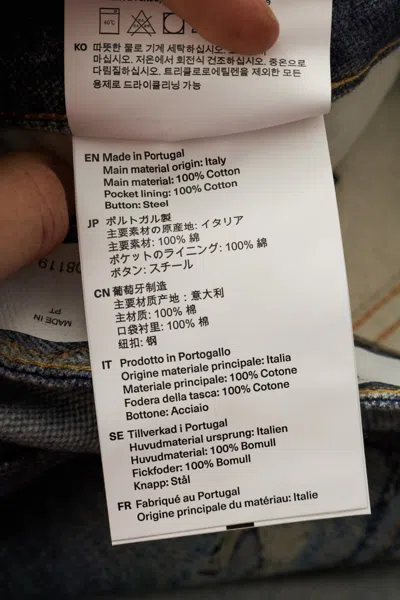 KO 따뜻한 물로 기계 세탁하십시오.
마십시오. 저온에서 회전식 건조하십시오. 중온으로
다림질하십시오. 트리클로로에틸렌을 제외한 모든
용제로 드라이클리닝 가능
EN Made in Portugal
Main material origin: Italy
Main material: 100% Cotton
Pocket lining: 100% Cotton
Button: Steel
JP ポルトガル製
主要素材の原産地: イタリア
主要素材: 100% 綿
ポケットのライニング: 100% 綿
ボタン: スチール
CN 葡萄牙制造
主要材质产地：意大利
主材质: 100% 棉
口袋衬里: 100% 棉
纽扣: 钢
IT Prodotto in Portogallo
Origine materiale principale: Italia
Materiale principale: 100% Cotone
Fodera della tasca: 100% Cotone
Bottone: Acciaio
SE Tillverkad i Portugal
Huvudmaterial ursprung: Italien
Huvudmaterial: 100% Bomull
Fickfoder: 100% Bomull
Knapp: Stål
FR Fabriqué au Portugal
Origine principale du matériau: Italie
08119
MADE IN
PT